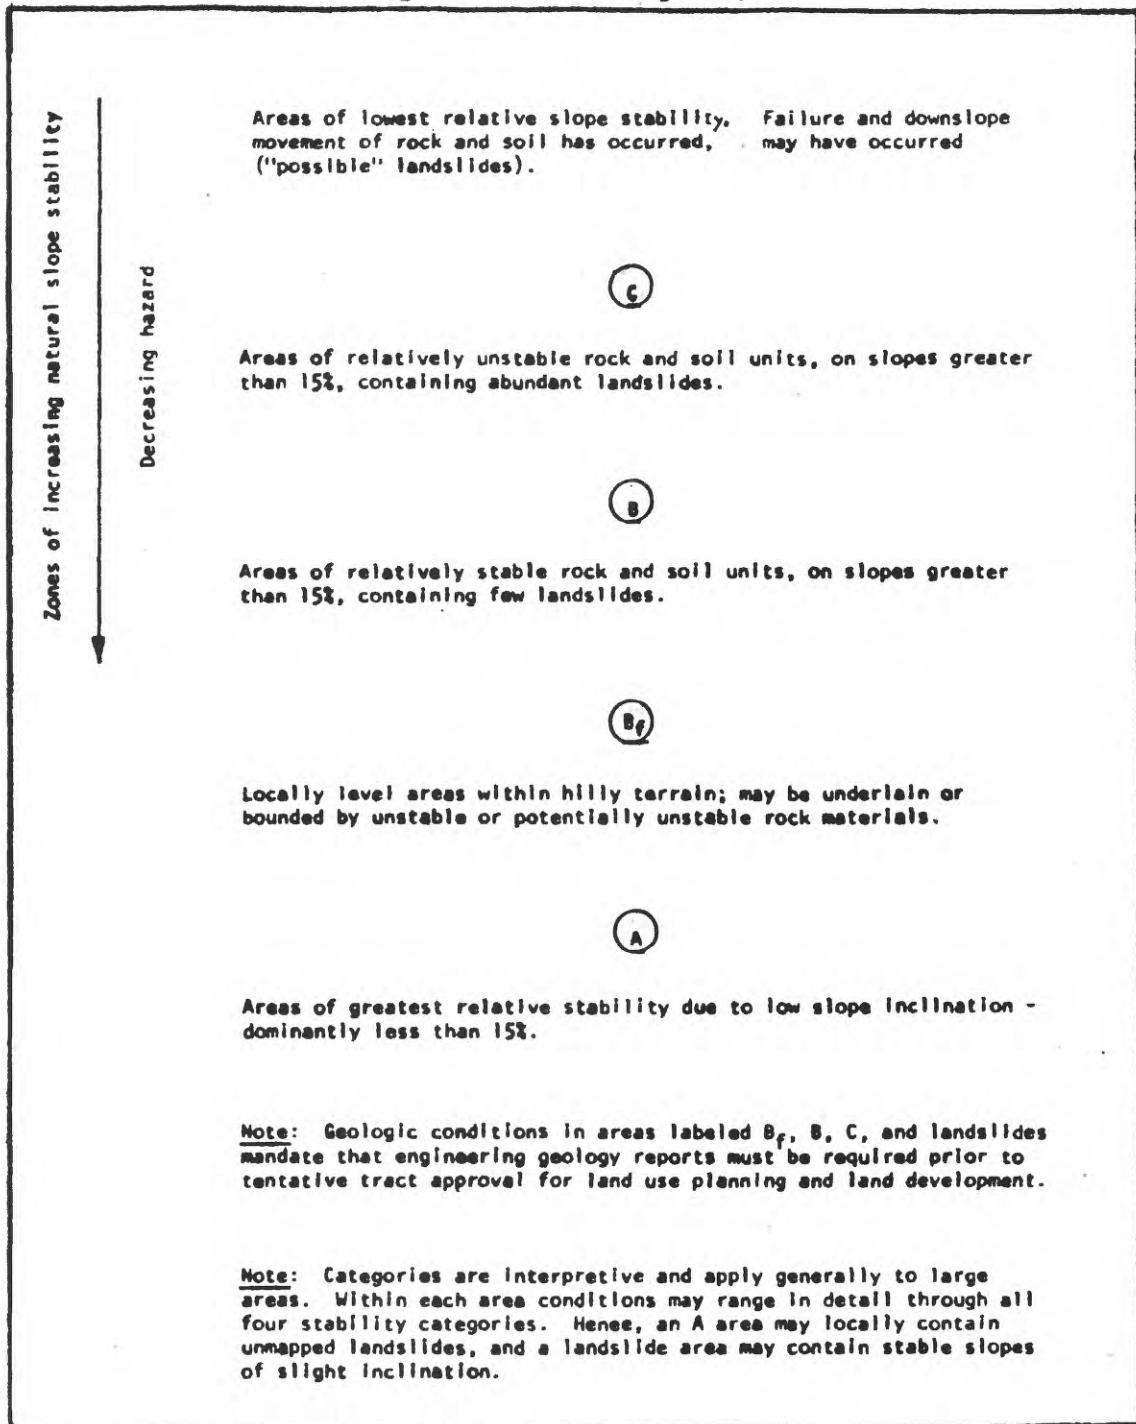 Zones of increasing natural slope stability
Decreasing hazard
Areas of lowest relative slope stability. Failure and downslope
movement of rock and soil has occurred, may have occurred
("possible" landslides).
C
Areas of relatively unstable rock and soil units, on slopes greater
than 15%, containing abundant landslides.
B
Areas of relatively stable rock and soil units, on slopes greater
than 15%, containing few landslides.
Bf
Locally level areas within hilly terrain; may be underlain or
bounded by unstable or potentially unstable rock materials.
A
Areas of greatest relative stability due to low slope inclination -
dominantly less than 15%.
Note: Geologic conditions in areas labeled Bf, B, C, and landslides
mandate that engineering geology reports must be required prior to
tentative tract approval for land use planning and land development.
Note: Categories are interpretive and apply generally to large
areas. Within each area conditions may range in detail through all
four stability categories. Hence, an A area may locally contain
unmapped landslides, and a landslide area may contain stable slopes
of slight inclination.